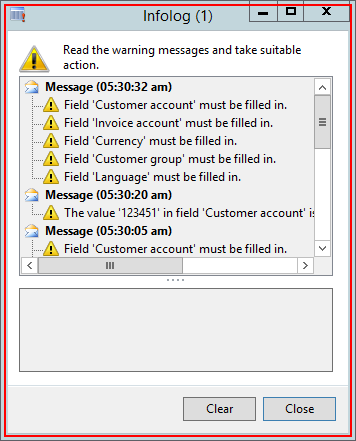 Infolog (1)
Read the warning messages and take suitable
action.
Message (05:30:32 am)
Field 'Customer account' must be filled in.
Field 'Invoice account' must be filled in.
Field 'Currency' must be filled in.
Field 'Customer group' must be filled in.
Field 'Language' must be filled in.
Message (05:30:20 am)
The value '123451' in field 'Customer account' is
Message (05:30:05 am)
Field 'Customer account' must be filled in.
Clear
Close